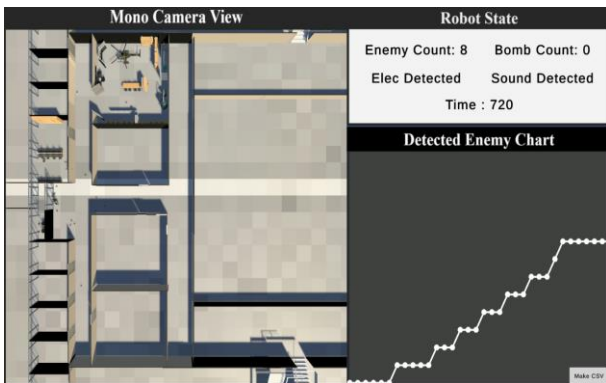 Mono Camera View
Robot State
Enemy Count: 8 Bomb Count: 0
Elec Detected Sound Detected
Time : 720
Detected Enemy Chart
Make CSV